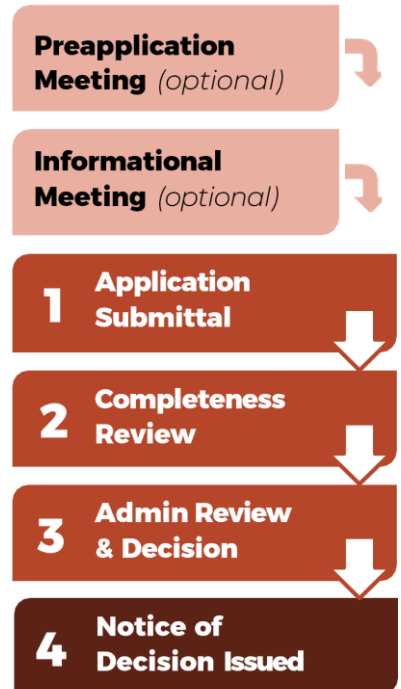 Preapplication
Meeting (optional)
Informational
Meeting (optional)
1
Application
Submittal
2
Completeness
Review
3
Admin Review
& Decision
4
Notice of
Decision Issued